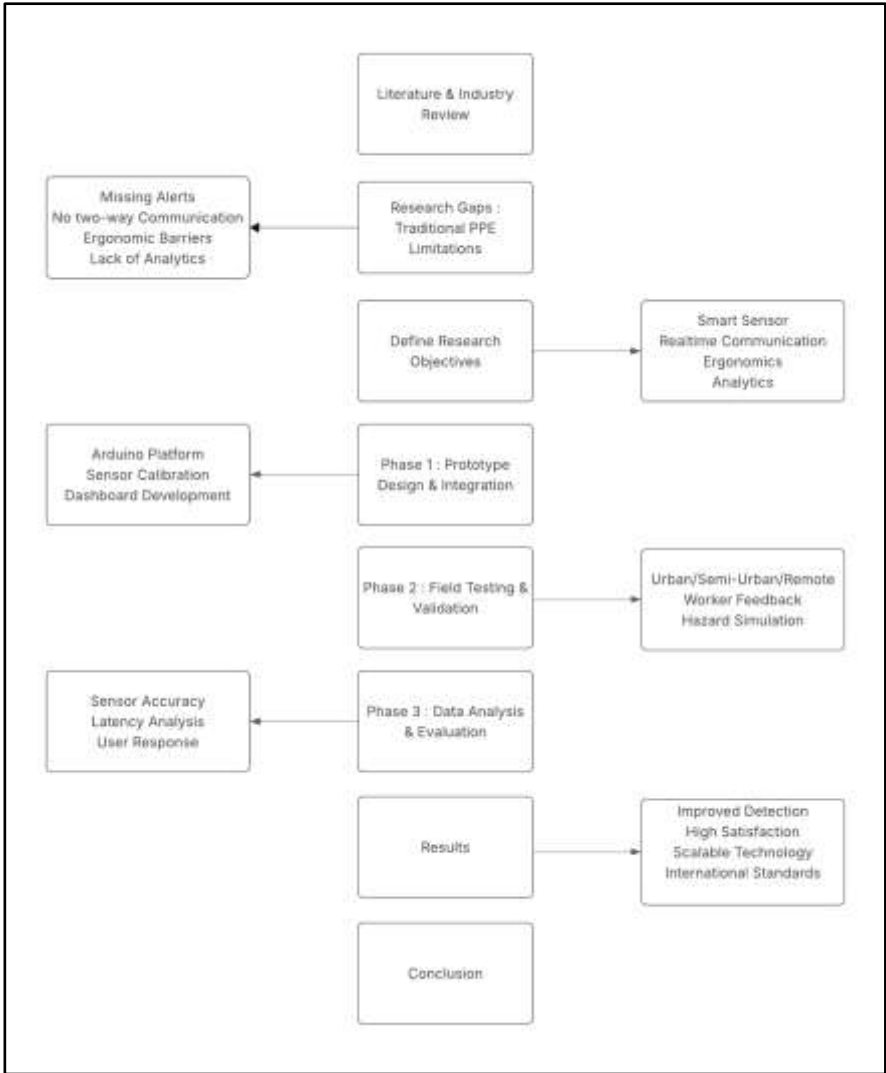 Literature & Industry
Review
Missing Alerts
No two-way Communication
Ergonomic Barriers
Lack of Analytics
Research Gaps :
Traditional PPE
Limitations
Define Research
Objectives
Smart Sensor
Realtime Communication
Ergonomics
Analytics
Arduino Platform
Sensor Calibration
Dashboard Development
Phase 1 : Prototype
Design & Integration
Phase 2 : Field Testing &
Validation
Urban/Semi-Urban/Remote
Worker Feedback
Hazard Simulation
Sensor Accuracy
Latency Analysis
User Response
Phase 3 : Data Analysis
& Evaluation
Results
Improved Detection
High Satisfaction
Scalable Technology
International Standards
Conclusion